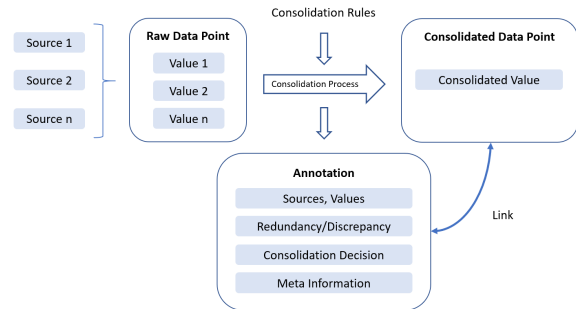 Consolidation Rules
Source 1
Source 2
Source n
Raw Data Point
Value 1
Value 2
Value n
Consolidation Process
Consolidated Data Point
Consolidated Value
Annotation
Sources, Values
Redundancy/Discrepancy
Consolidation Decision
Meta Information
Link